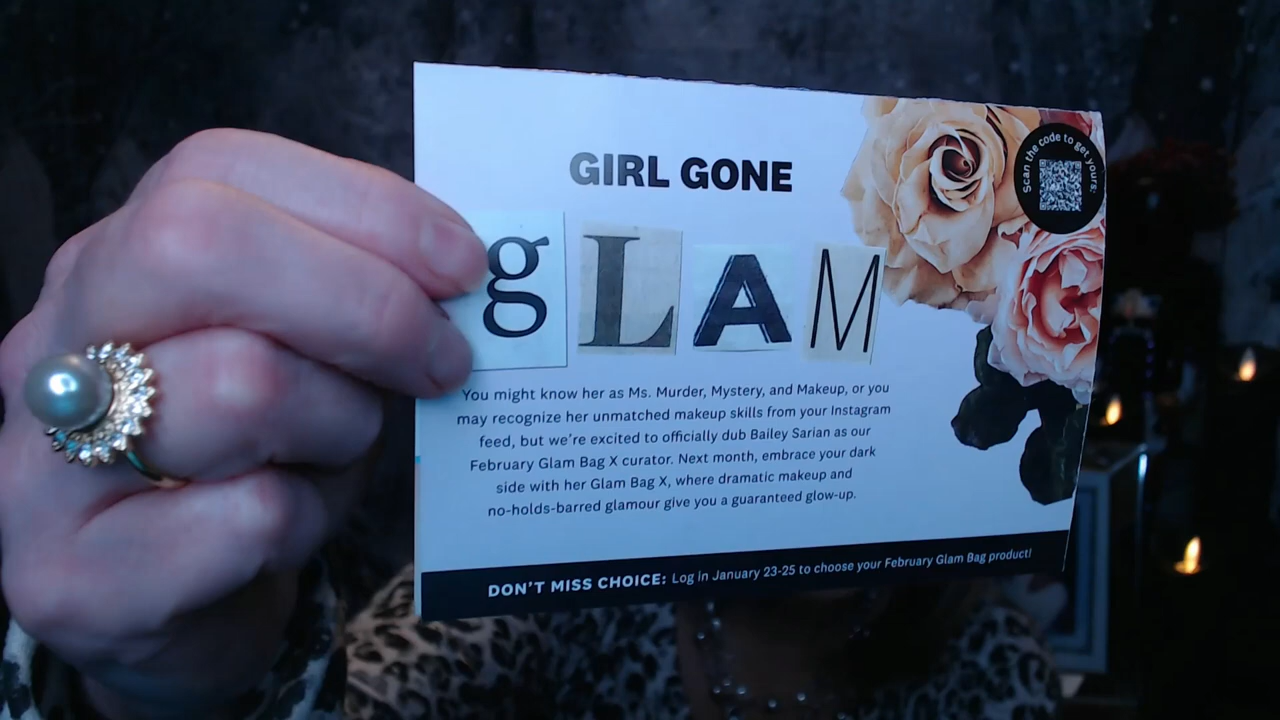 GIRL GONE
gLAM
Scan the code to get yours:
You might know her as Ms. Murder, Mystery, and Makeup, or you
may recognize her unmatched makeup skills from your Instagram
feed, but we're excited to officially dub Bailey Sarian as our
February Glam Bag X curator. Next month, embrace your dark
side with her Glam Bag X, where dramatic makeup and
no-holds-barred glamour give you a guaranteed glow-up.
DON'T MISS CHOICE: Log in January 23-25 to choose your February Glam Bag product!